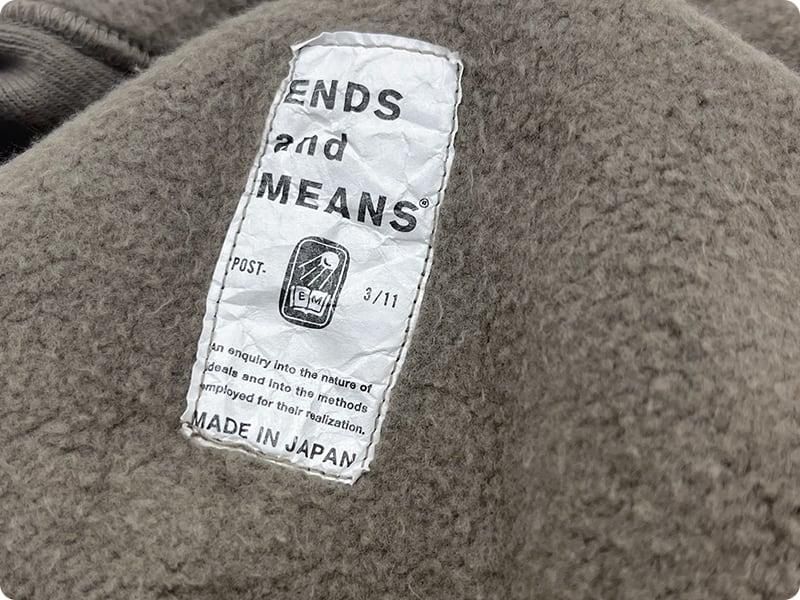 ENDS
and
MEANS®
POST- 3/11
E M
An enquiry into the nature of
ideals and into the methods
employed for their realization.
MADE IN JAPAN